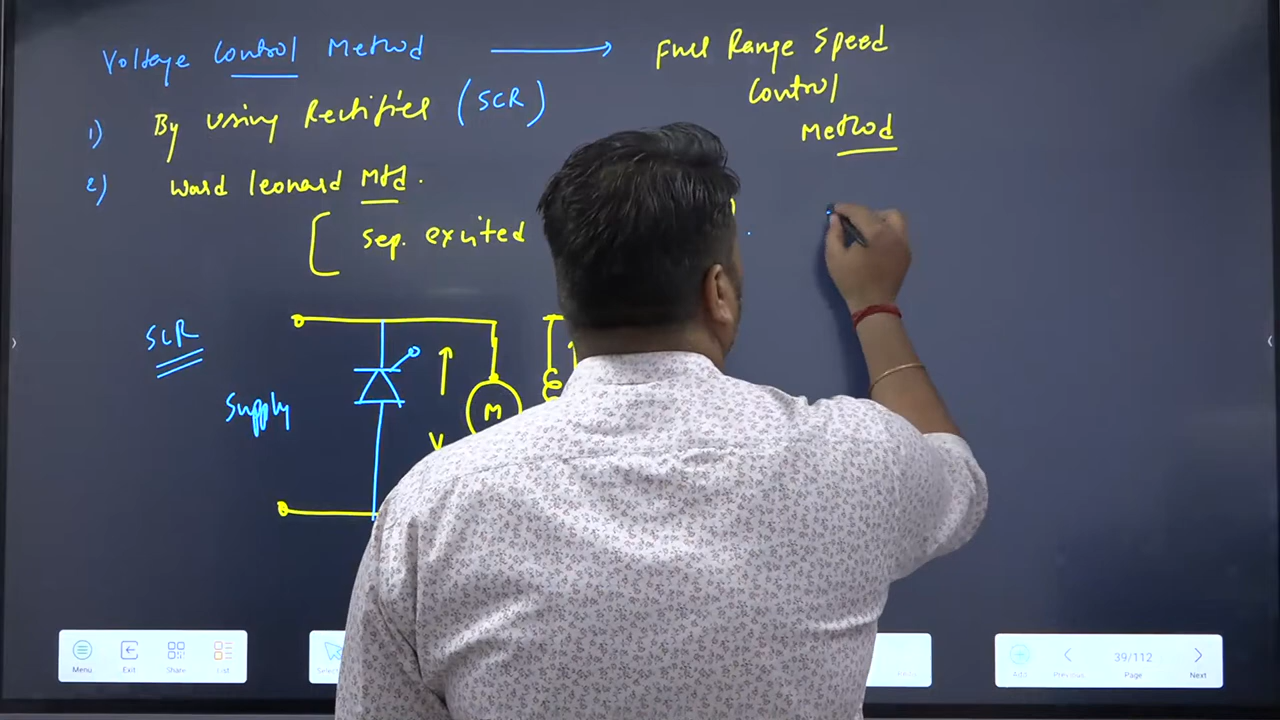 Voltage Control Method → Full Range Speed
Control
Method
1) By using Rectifier (SCR)
2) Ward leonard Mtd.
[ Sep. excited
SCR
Supply
M
V
Menu
Exit
Share
List
Add
Previous
39/112
Page
Next